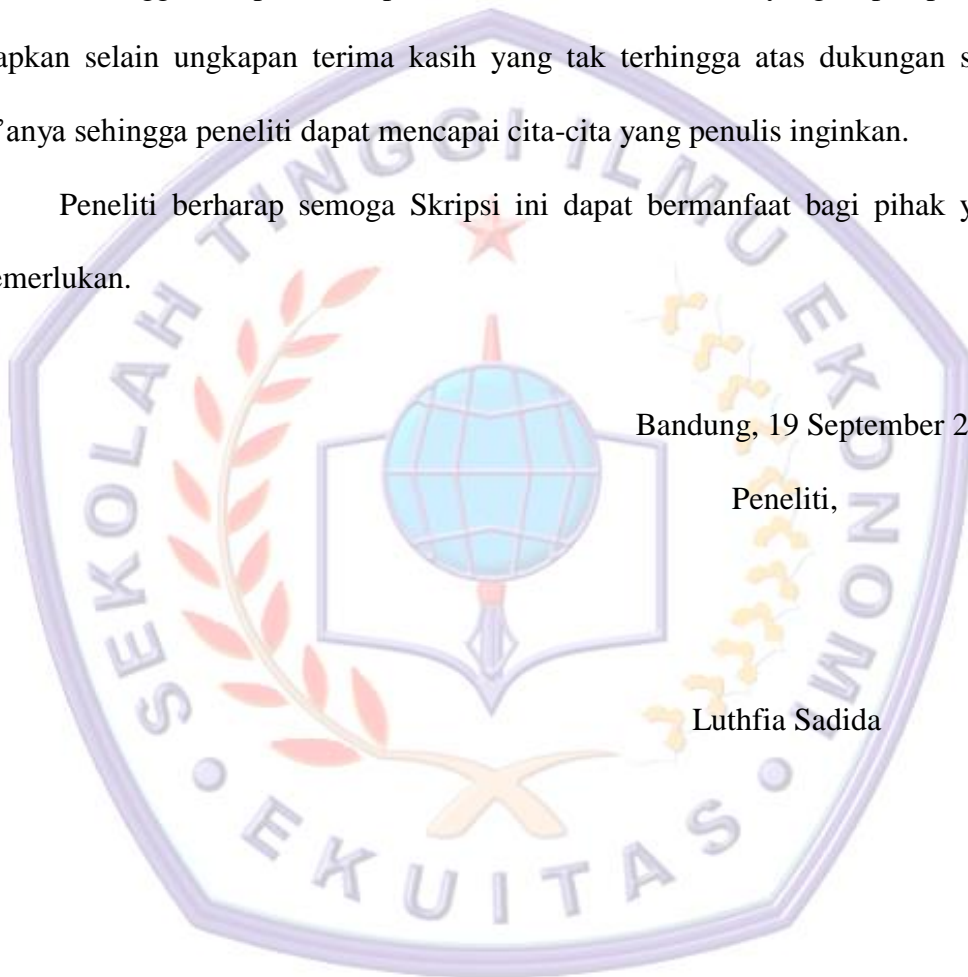 apkan selain ungkapan terima kasih yang tak terhingga atas dukungan s
'anya sehingga peneliti dapat mencapai cita-cita yang penulis inginkan.
Peneliti berharap semoga Skripsi ini dapat bermanfaat bagi pihak y
emerlukan.
Bandung, 19 September 2
Peneliti,
Luthfia Sadida
SEKOLAH TINGGI ILMU EKONOMI
EKUITAS